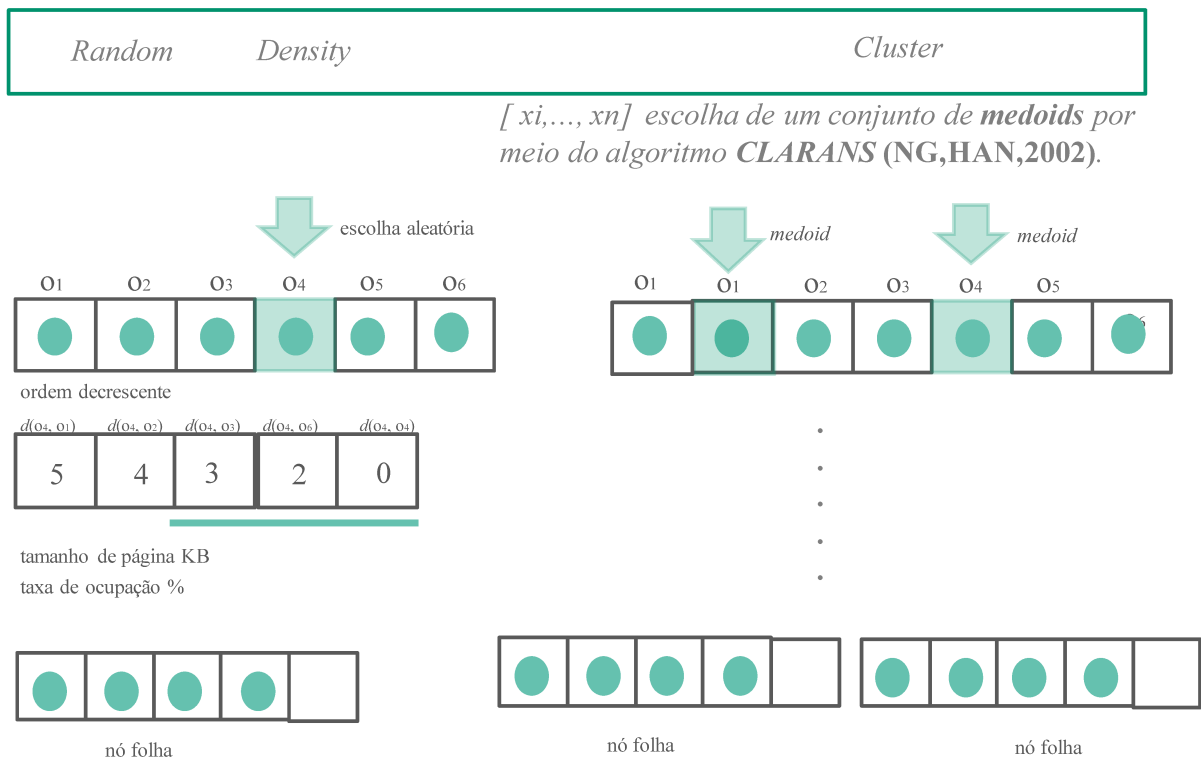 Random Density Cluster
[ xi,..., xn] escolha de um conjunto de medoids por
meio do algoritmo CLARANS (NG,HAN,2002).
escolha aleatória
medoid
medoid
O1 O2 O3 O4 O5 O6
O1 O1 O2 O3 O4 O5
ordem decrescente
d(o4, o1) d(o4, o2) d(o4, o3) d(o4, o6) d(o4, o4)
5 4 3 2 0
tamanho de página KB
taxa de ocupação %
nó folha
nó folha
nó folha